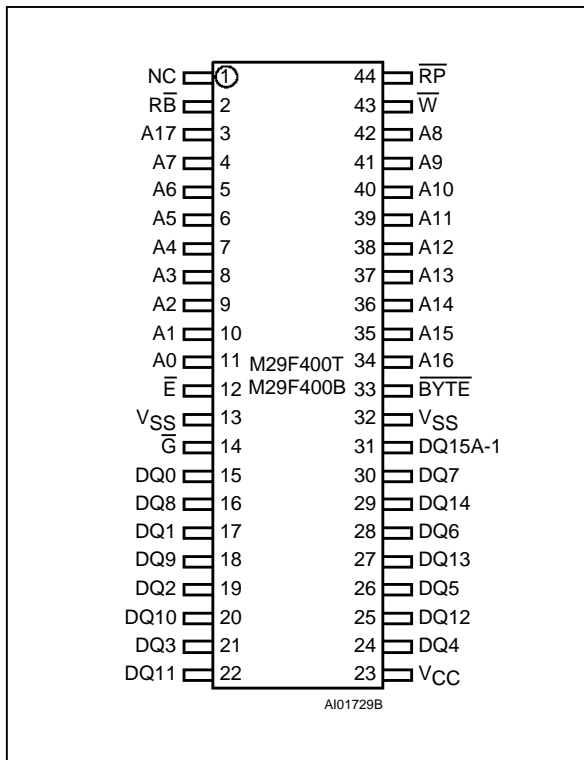 NC 1 44 R̅P̅
RB̅ 2 43 W̅
A17 3 42 A8
A7 4 41 A9
A6 5 40 A10
A5 6 39 A11
A4 7 38 A12
A3 8 37 A13
A2 9 36 A14
A1 10 35 A15
A0 11 M29F400T 34 A16
E̅ 12 M29F400B 33 B̅Y̅T̅E̅
VSS 13 32 VSS
G̅ 14 31 DQ15A-1
DQ0 15 30 DQ7
DQ8 16 29 DQ14
DQ1 17 28 DQ6
DQ9 18 27 DQ13
DQ2 19 26 DQ5
DQ10 20 25 DQ12
DQ3 21 24 DQ4
DQ11 22 23 VCC
AI01729B